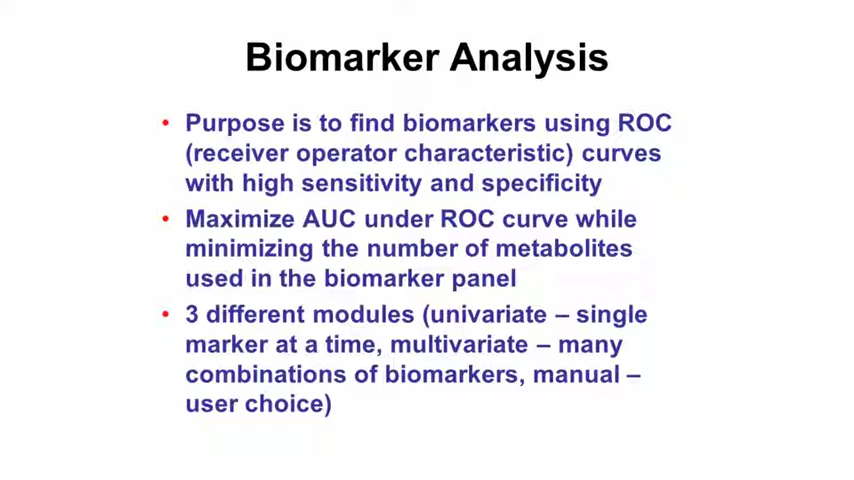 Biomarker Analysis
• Purpose is to find biomarkers using ROC
(receiver operator characteristic) curves
with high sensitivity and specificity
• Maximize AUC under ROC curve while
minimizing the number of metabolites
used in the biomarker panel
• 3 different modules (univariate – single
marker at a time, multivariate – many
combinations of biomarkers, manual –
user choice)